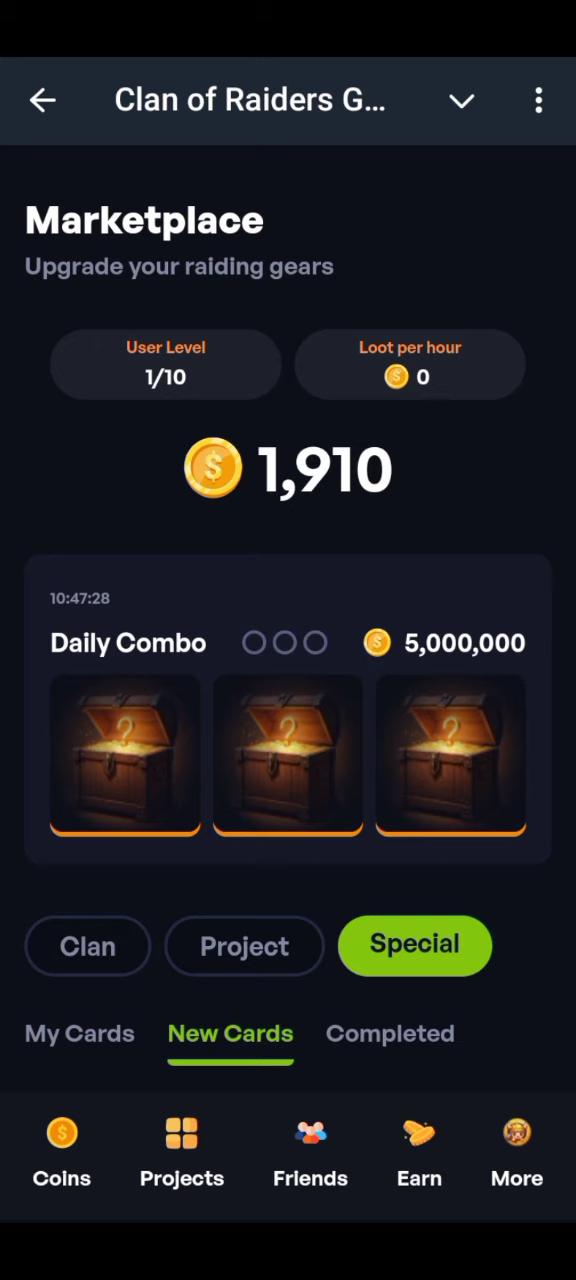 Clan of Raiders G...
Marketplace
Upgrade your raiding gears
User Level
1/10
Loot per hour
0
1,910
10:47:28
Daily Combo
5,000,000
Clan
Project
Special
My Cards
New Cards
Completed
Coins
Projects
Friends
Earn
More